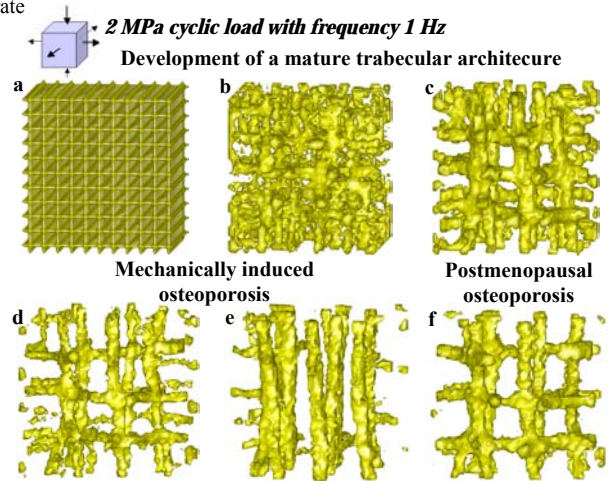 ate
2 MPa cyclic load with frequency 1 Hz
Development of a mature trabecular architecure
a b c
Mechanically induced
osteoporosis
Postmenopausal
osteoporosis
d e f